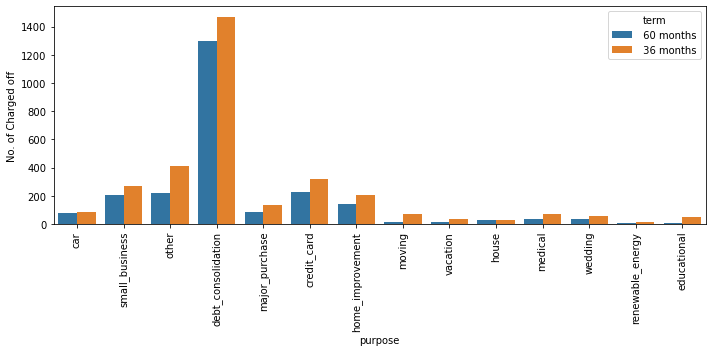 term
60 months
36 months
No. of Charged off
1400
1200
1000
800
600
400
200
0
car
small_business
other
debt_consolidation
major_purchase
credit_card
home_improvement
moving
vacation
house
medical
wedding
renewable_energy
educational
purpose